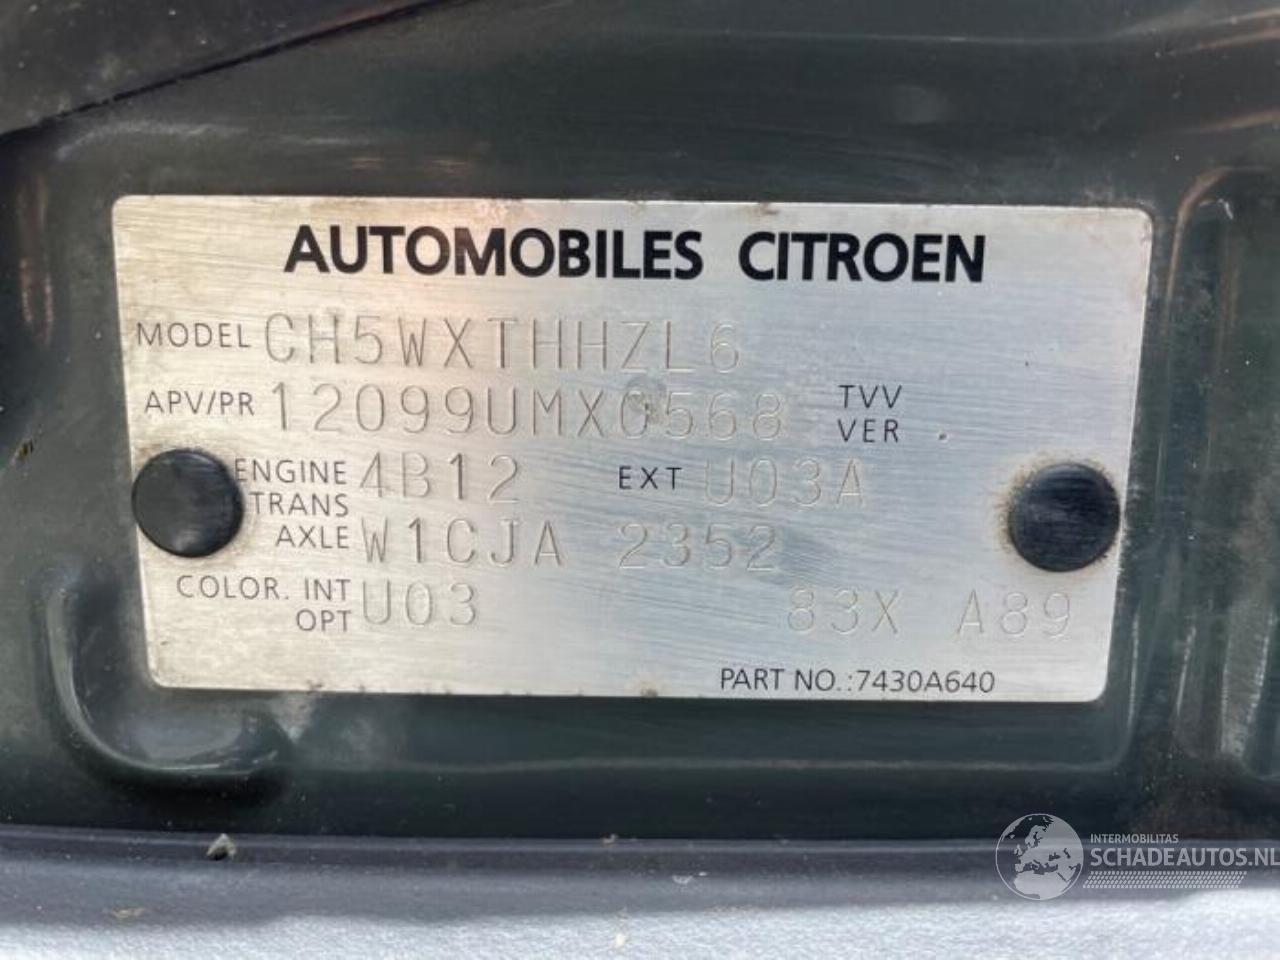 AUTOMOBILES CITROEN
MODEL CH5WXTHHZL6
APV/PR 12099UMX0568 TVV
VER
ENGINE 4B12 EXT U03A
TRANS
AXLE W1CJA 2352
COLOR. INT U03 83X A89
OPT
PART NO.:7430A640
INTERMOBILITAS
SCHADEAUTOS.NL